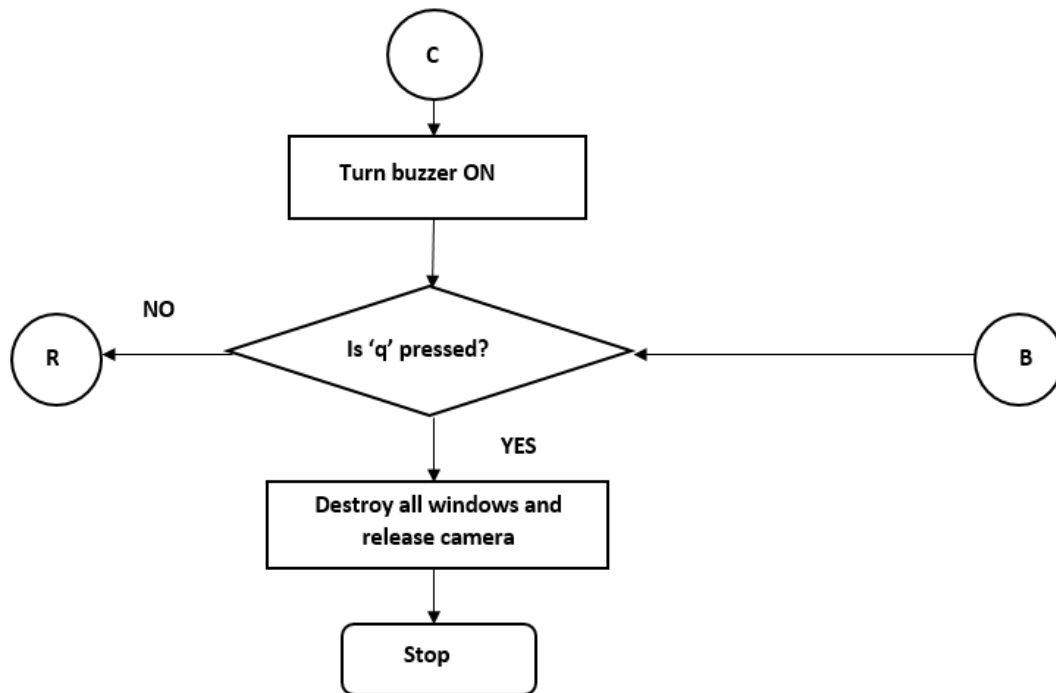 C
Turn buzzer ON
NO
R
Is ‘q’ pressed?
B
YES
Destroy all windows and
release camera
Stop